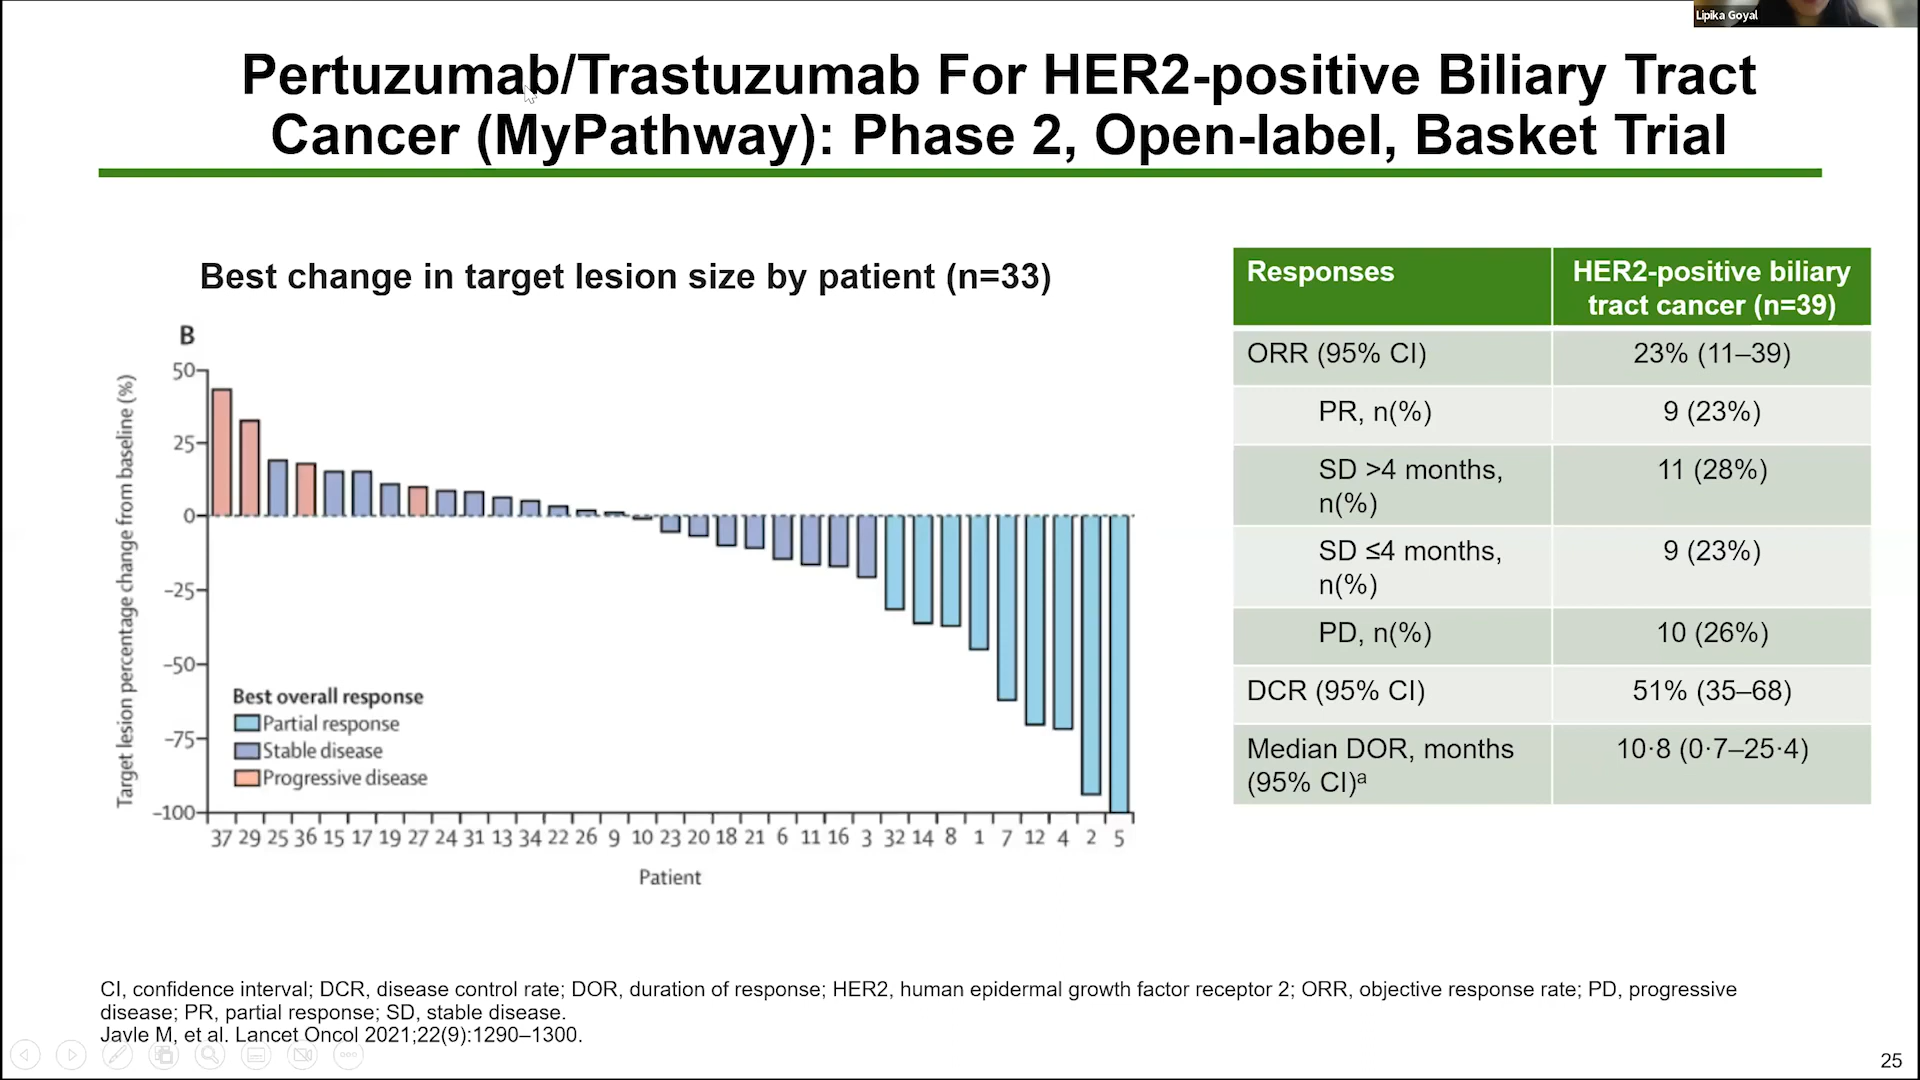 Lipika Goyal
Pertuzumab/Trastuzumab For HER2-positive Biliary Tract
Cancer (MyPathway): Phase 2, Open-label, Basket Trial
Best change in target lesion size by patient (n=33)
B
Target lesion percentage change from baseline (%)
50
25
0
−25
−50
−75
−100
Best overall response
Partial response
Stable disease
Progressive disease
37 29 25 36 15 17 19 27 24 31 13 34 22 26 9 10 23 20 18 21 6 11 16 3 32 14 8 1 7 12 4 2 5
Patient
Responses HER2-positive biliary
tract cancer (n=39)
ORR (95% CI) 23% (11–39)
PR, n(%) 9 (23%)
SD >4 months, 11 (28%)
n(%)
SD ≤4 months, 9 (23%)
n(%)
PD, n(%) 10 (26%)
DCR (95% CI) 51% (35–68)
Median DOR, months 10·8 (0·7–25·4)
(95% CI)ᵃ
CI, confidence interval; DCR, disease control rate; DOR, duration of response; HER2, human epidermal growth factor receptor 2; ORR, objective response rate; PD, progressive
disease; PR, partial response; SD, stable disease.
Javle M, et al. Lancet Oncol 2021;22(9):1290–1300.
25